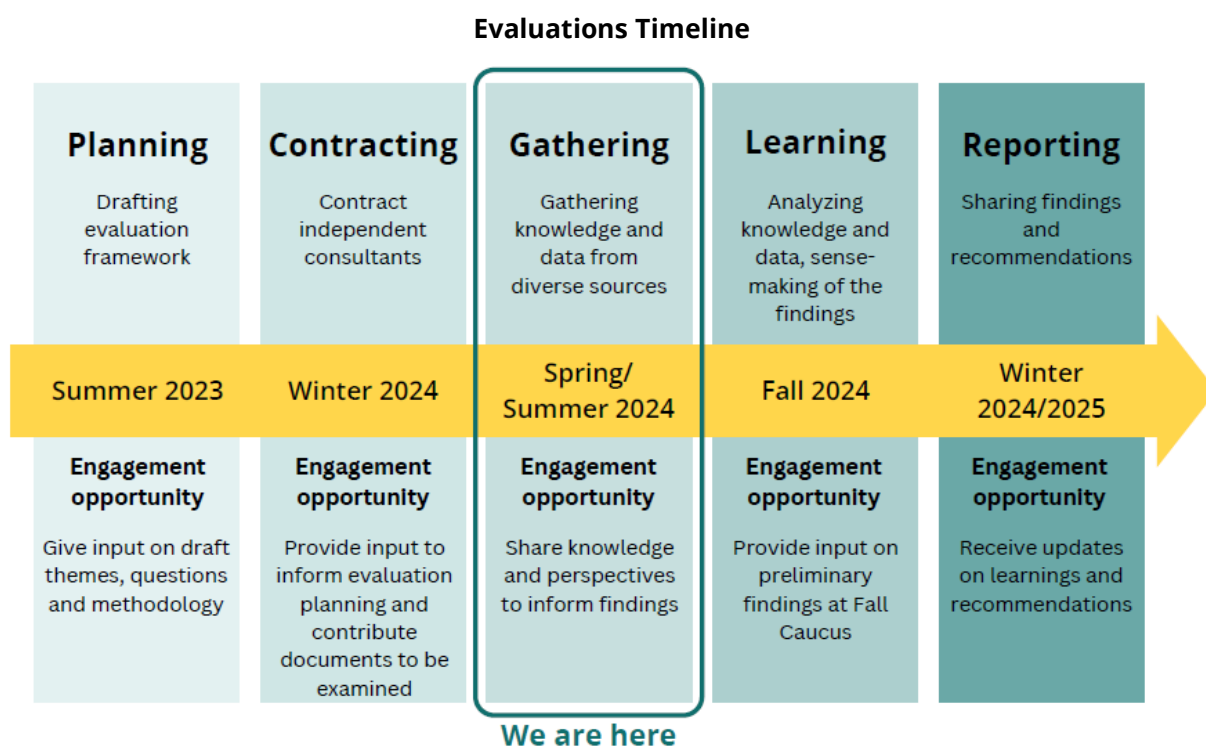 Evaluations Timeline
Planning
Drafting
evaluation
framework
Summer 2023
Engagement
opportunity
Give input on draft
themes, questions
and methodology
Contracting
Contract
independent
consultants
Winter 2024
Engagement
opportunity
Provide input to
inform evaluation
planning and
contribute
documents to be
examined
Gathering
Gathering
knowledge and
data from
diverse sources
Spring/
Summer 2024
Engagement
opportunity
Share knowledge
and perspectives
to inform findings
We are here
Learning
Analyzing
knowledge and
data, sense-
making of the
findings
Fall 2024
Engagement
opportunity
Provide input on
preliminary
findings at Fall
Caucus
Reporting
Sharing findings
and
recommendations
Winter
2024/2025
Engagement
opportunity
Receive updates
on learnings and
recommendations